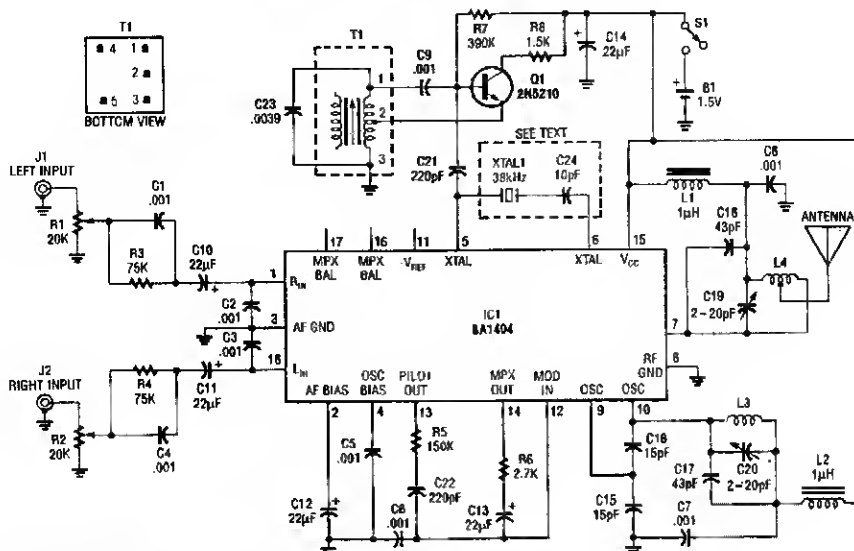 T1
4 1
2
5 3
BOTTOM VIEW
J1
LEFT INPUT
R1
20K
C1
.001
R3
75K
C10
22µF
+
C2
.001
C3
.001
J2
RIGHT INPUT
R2
20K
R4
75K
C4
.001
C11
22µF
+
T1
1
2
3
C23
.0039
C9
.001
R7
390K
R8
1.5K
Q1
2N5210
C14
22µF
+
S1
B1
1.5V
+
SEE TEXT
C21
220pF
XTAL1
38kHz
C24
10pF
L1
1µH
C6
.001
C18
43pF
C19
2-20pF
L4
ANTENNA
17 16 11 5 6 15
MPX BAL
MPX BAL
-VREF
XTAL
XTAL
VCC
1 RIN
3 AF GND
16 LIN
IC1
BA1404
7
RF GND
6
AF BIAS
OSC BIAS
PILOT OUT
MPX OUT
MOD IN
OSC
OSC
2 4 13 14 12 9 10
C12
22µF
+
C5
.001
R5
150K
C22
220pF
C8
.001
R6
2.7K
C13
22µF
+
C16
15pF
C15
15pF
C17
43pF
L3
C20
2-20pF
C7
.001
L2
1µH